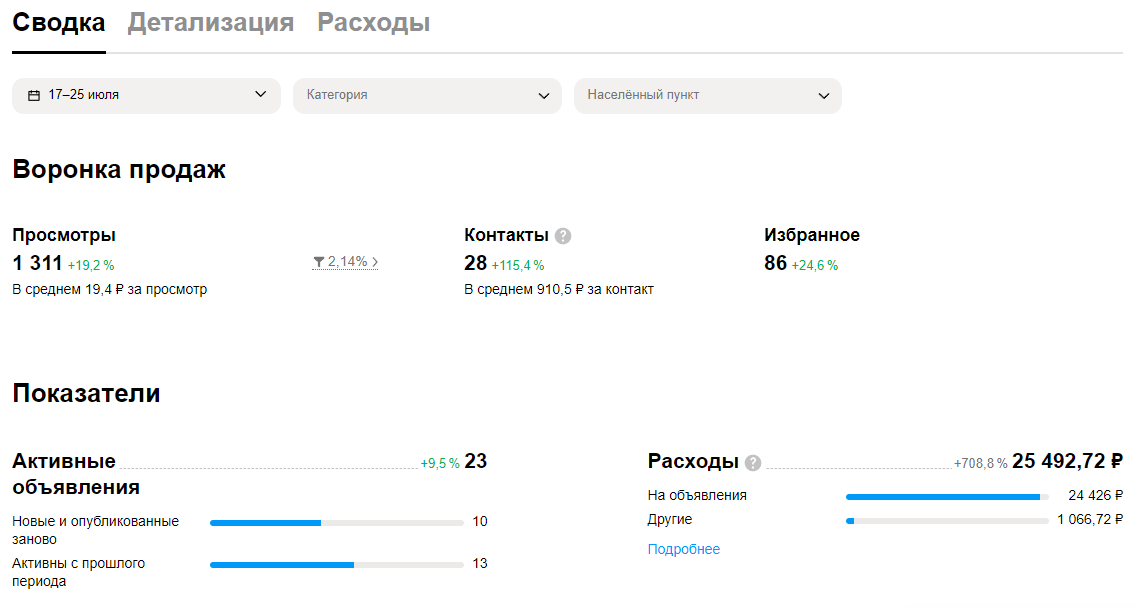 Сводка Детализация Расходы
17–25 июля Категория Населённый пункт
Воронка продаж
Просмотры Контакты ? Избранное
1 311 +19,2 % 2,14% > 28 +115,4 % 86 +24,6 %
В среднем 19,4 ₽ за просмотр В среднем 910,5 ₽ за контакт
Показатели
Активные объявления +9,5 % 23
Новые и опубликованные
заново 10
Активны с прошлого
периода 13
Расходы ? +708,8 % 25 492,72 ₽
На объявления 24 426 ₽
Другие 1 066,72 ₽
Подробнее